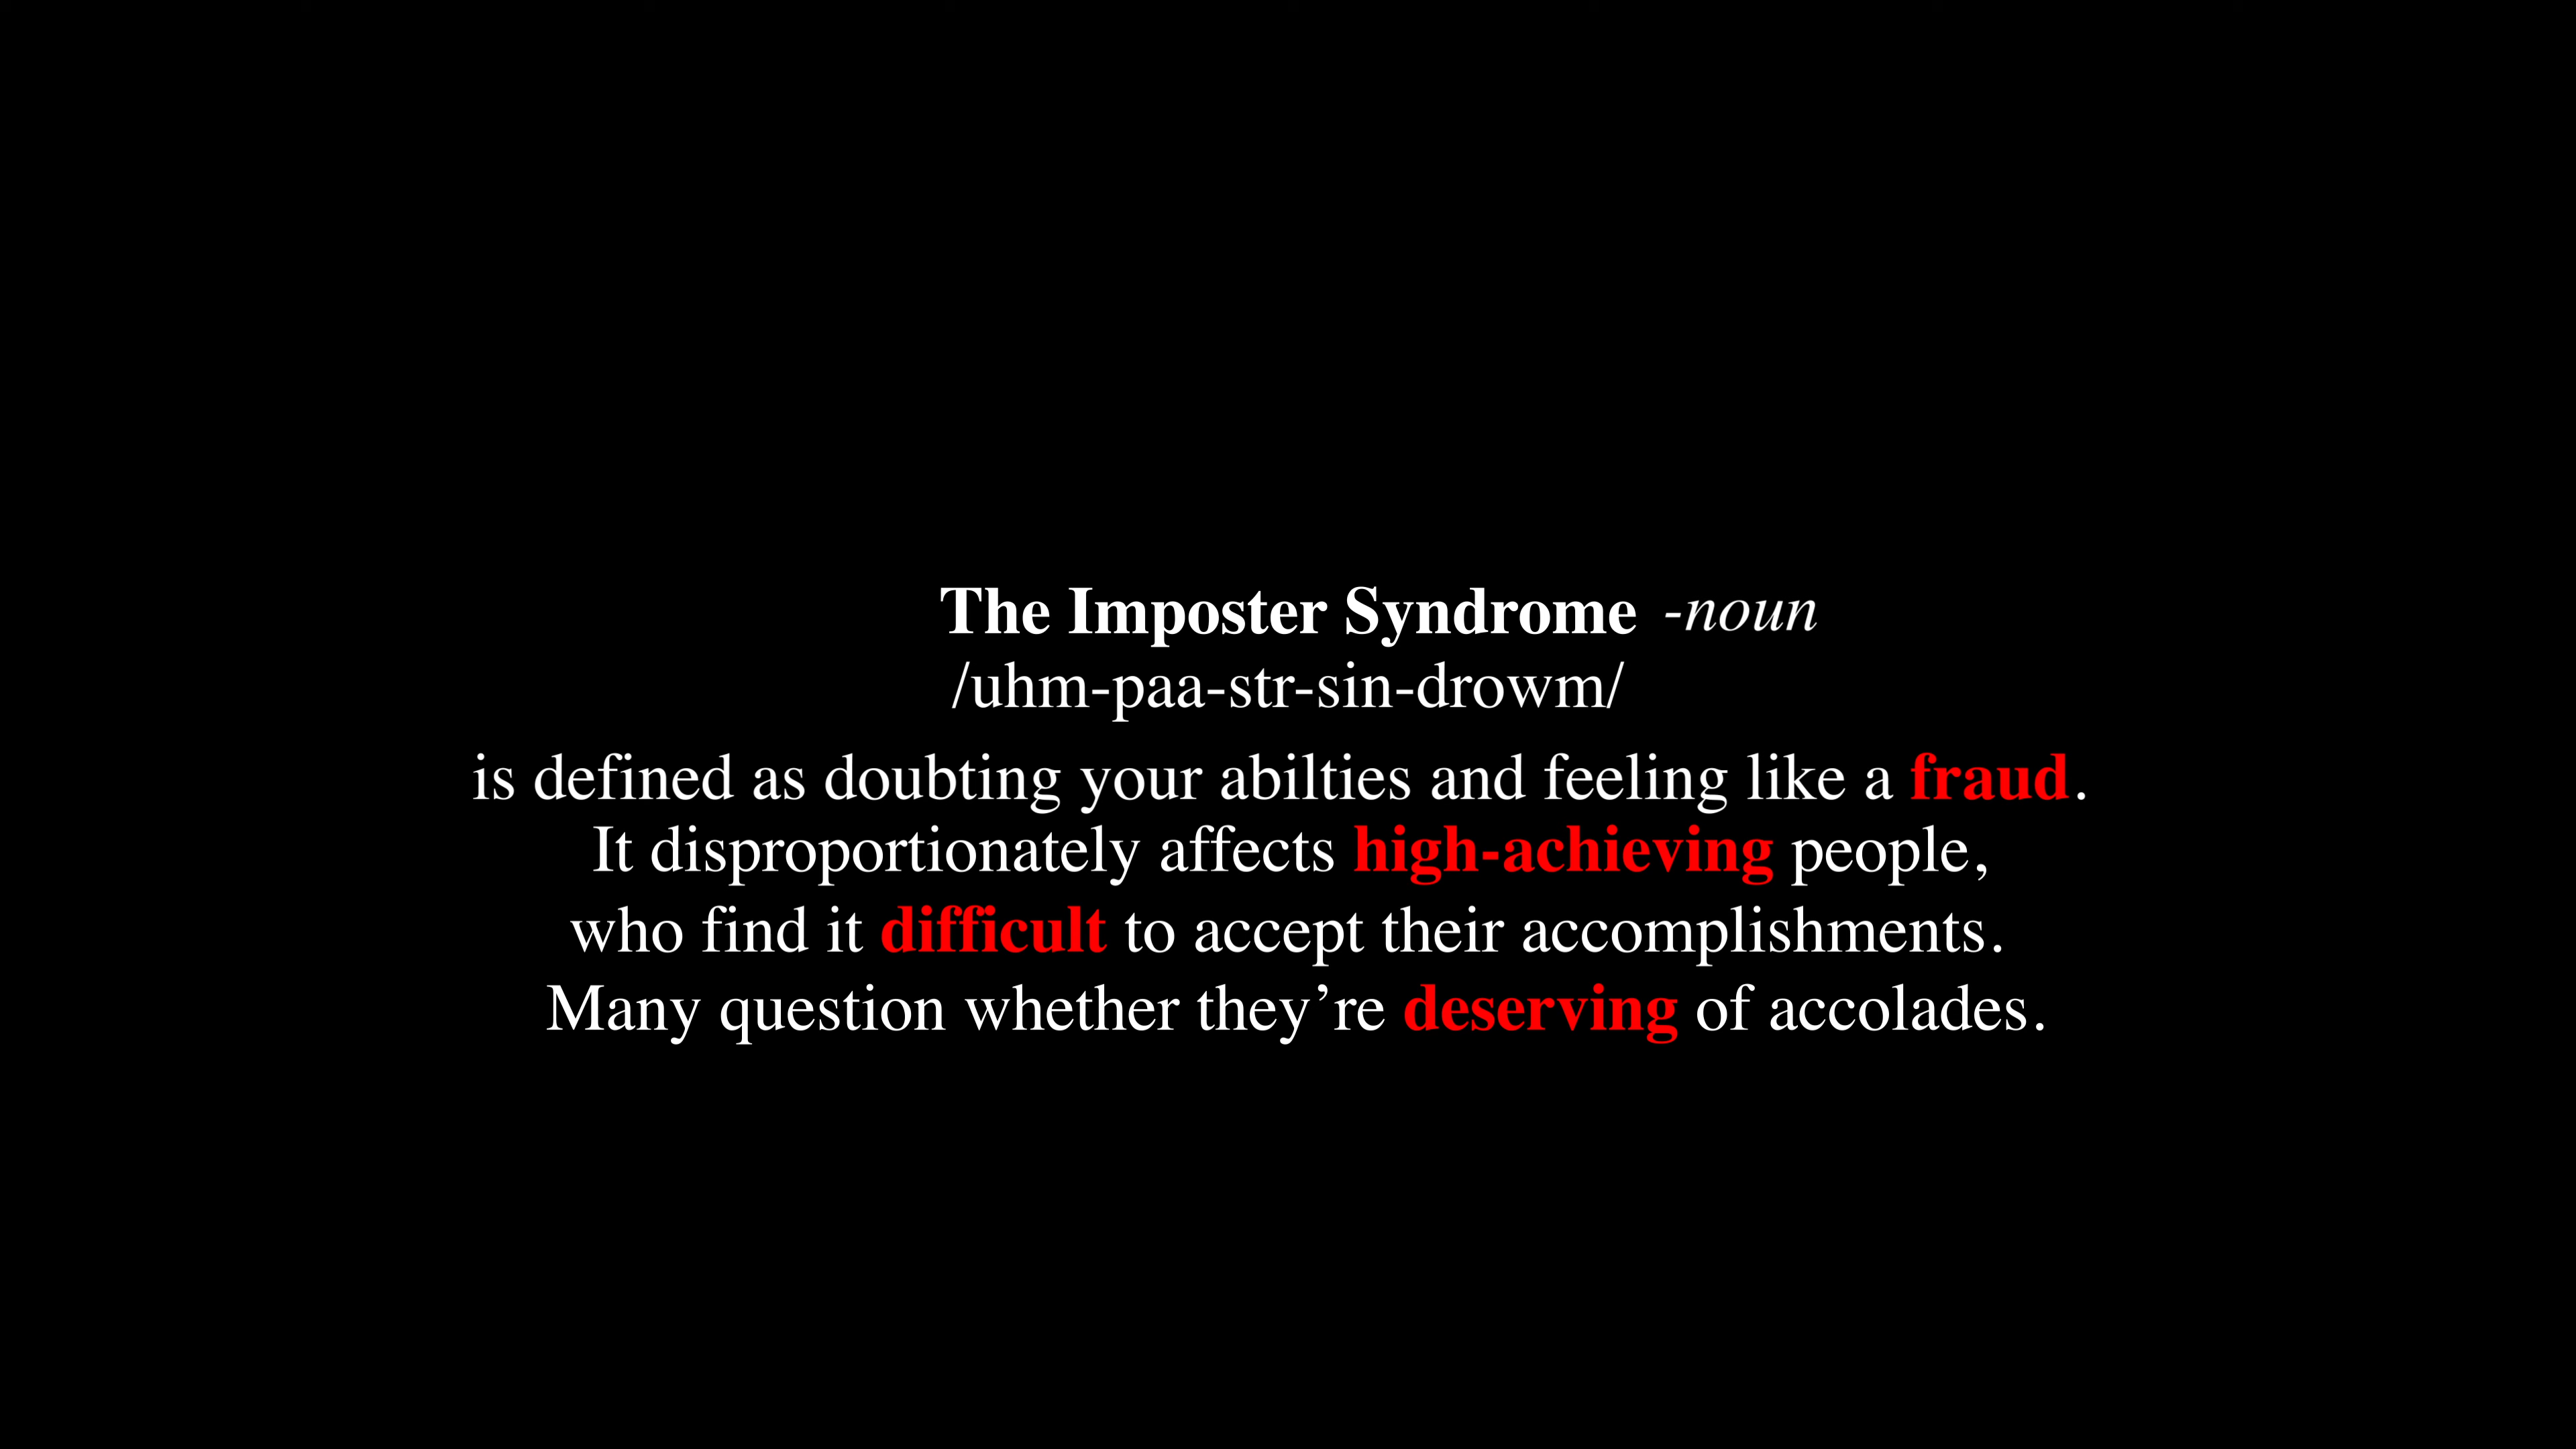 The Imposter Syndrome -noun
/uhm-paa-str-sin-drowm/
is defined as doubting your abilties and feeling like a fraud.
It disproportionately affects high-achieving people,
who find it difficult to accept their accomplishments.
Many question whether they’re deserving of accolades.